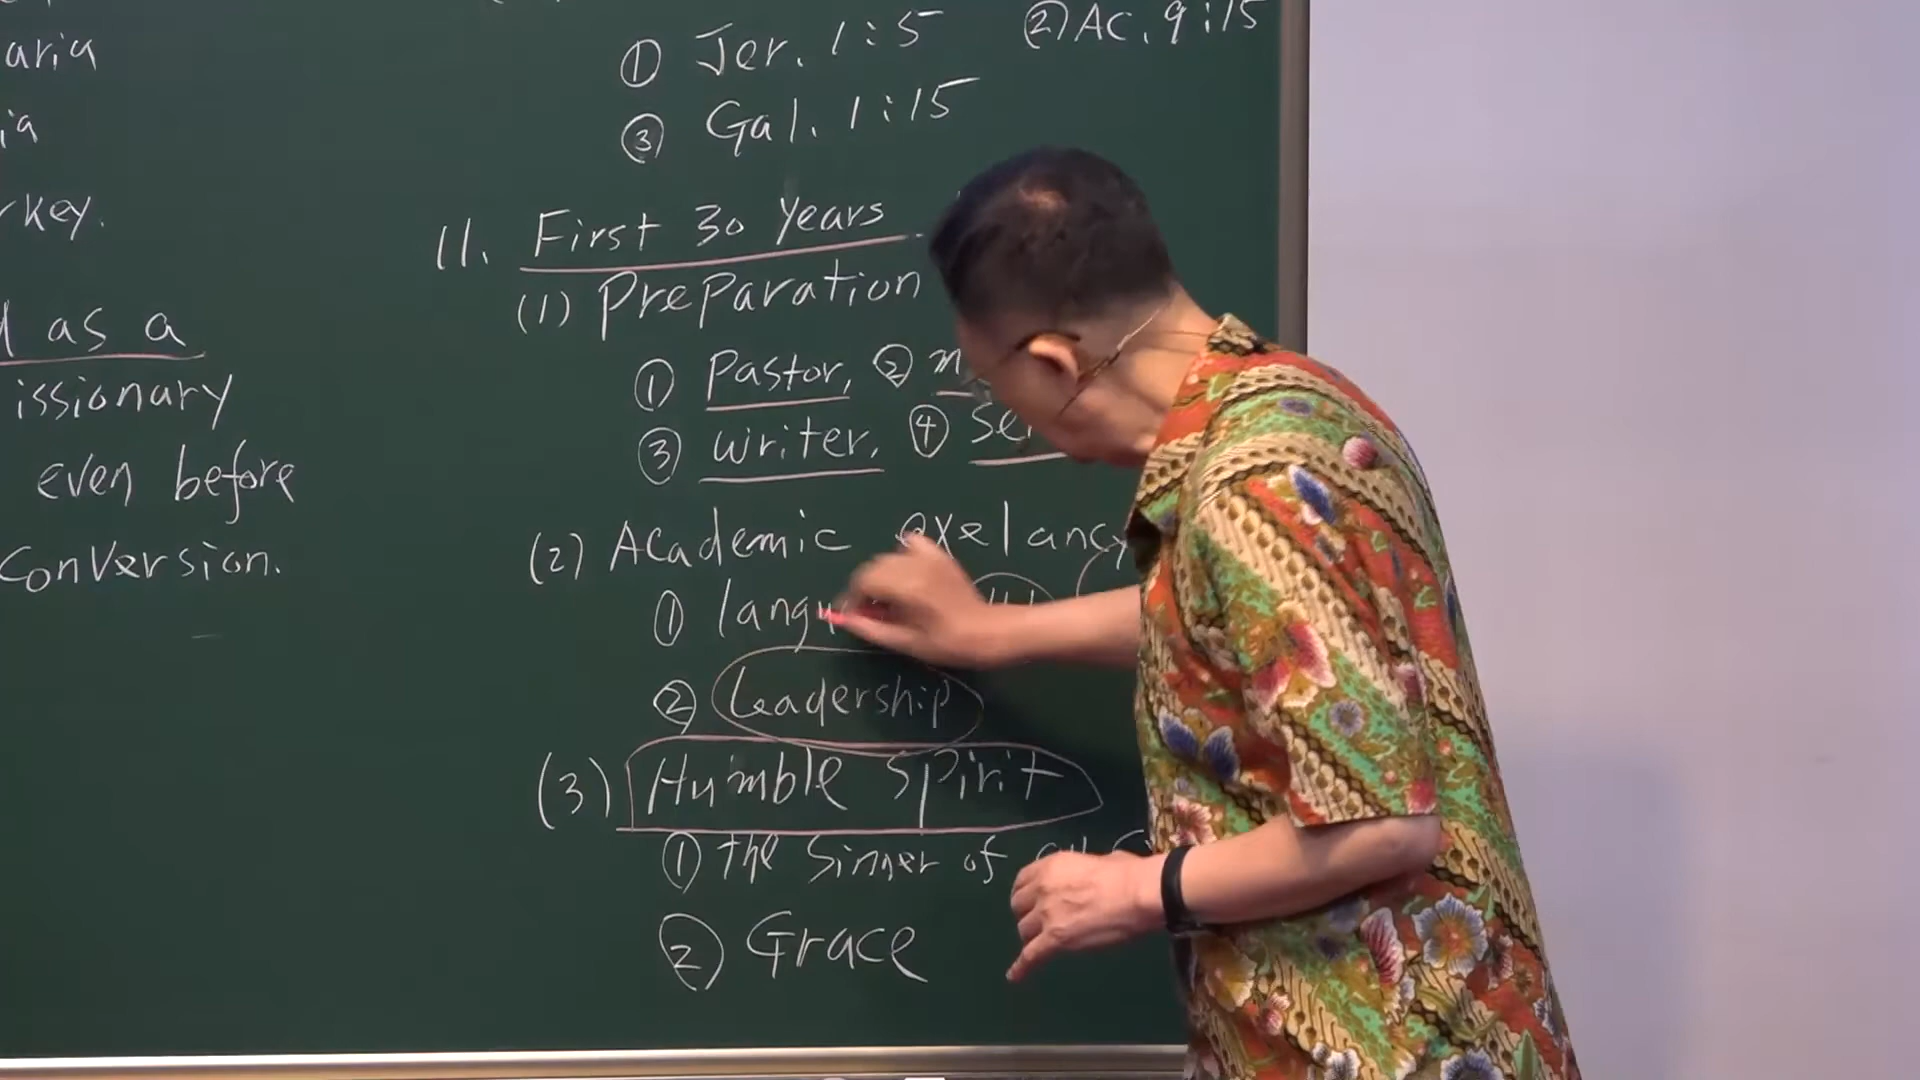 aria
ia
rkey.
as a
issionary
even before
Conversion.
① Jer. 1:5 ② AC. 9:15
③ Gal. 1:15
11. First 30 Years
(1) Preparation
① Pastor, ②
③ writer, ④ Se
(2) Academic exelancy
① langu
② Leadership
(3) Humble Spirit
① the Sinner of
② Grace